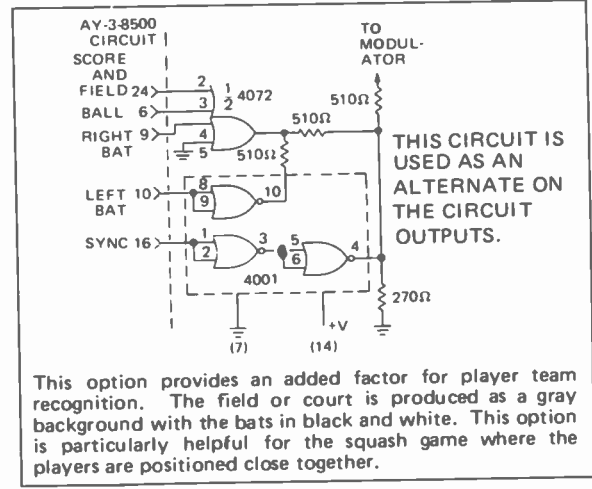 AY-3-8500
CIRCUIT
SCORE
AND
FIELD 24
BALL 6
RIGHT 9
BAT
LEFT 10
BAT
SYNC 16
2
3
4
5
1/2 4072
510Ω
510Ω
TO
MODUL-
ATOR
510Ω
8
9
10
1
2
3
5
6
4
4001
270Ω
(7)
+V
(14)
THIS CIRCUIT IS
USED AS AN
ALTERNATE ON
THE CIRCUIT
OUTPUTS.
This option provides an added factor for player team
recognition. The field or court is produced as a gray
background with the bats in black and white. This option
is particularly helpful for the squash game where the
players are positioned close together.